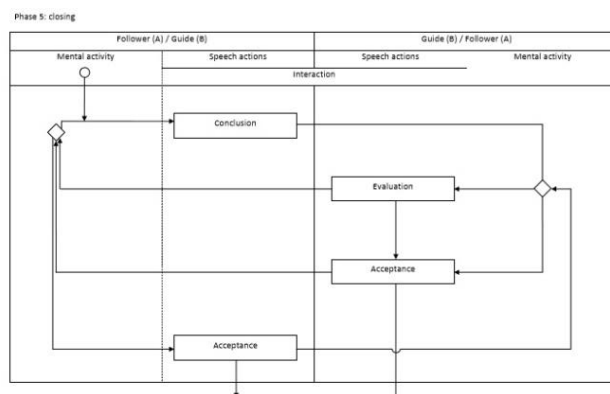 Phase 5: closing
Follower (A) / Guide (B)
Guide (B) / Follower (A)
Mental activity
Speech actions
Speech actions
Mental activity
Interaction
Conclusion
Evaluation
Acceptance
Acceptance